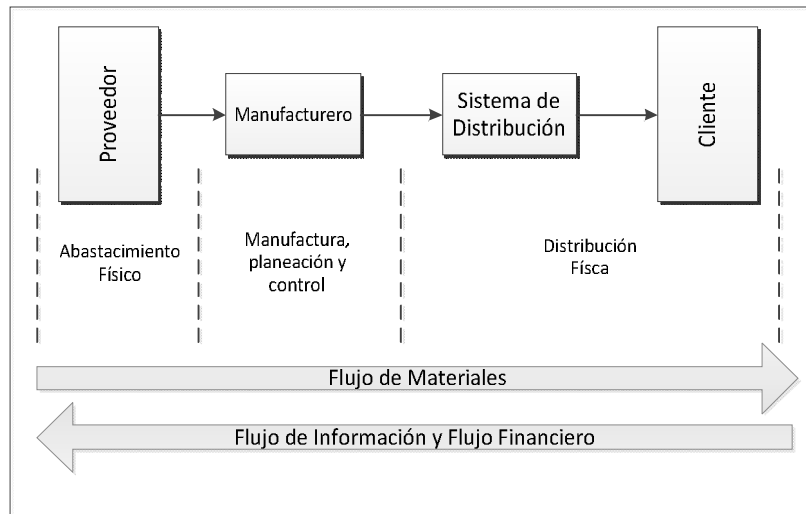 Proveedor
Manufacturero
Sistema de
Distribución
Cliente
Abastacimiento
Físico
Manufactura,
planeación y
control
Distribución
Físca
Flujo de Materiales
Flujo de Información y Flujo Financiero